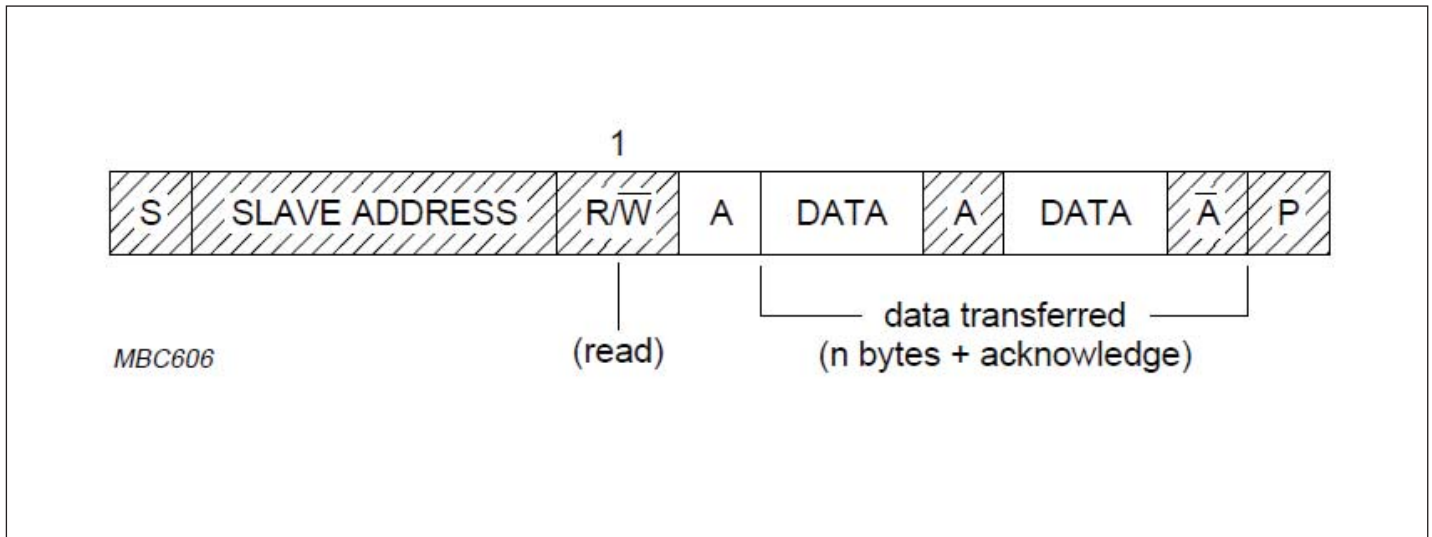 1
S SLAVE ADDRESS R/W̅ A DATA A DATA A̅ P
data transferred
(read) (n bytes + acknowledge)
MBC606